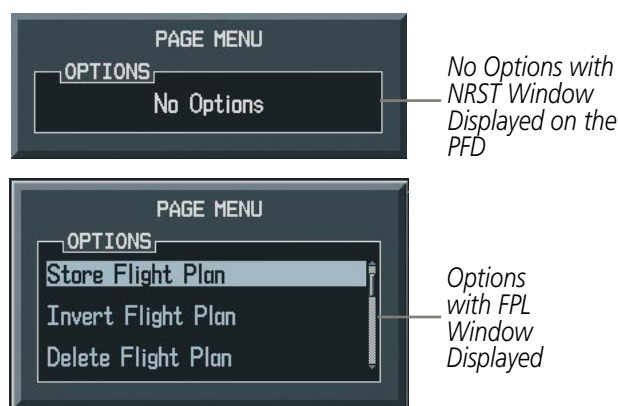 PAGE MENU
OPTIONS
No Options
No Options with
NRST Window
Displayed on the
PFD
PAGE MENU
OPTIONS
Store Flight Plan
Invert Flight Plan
Delete Flight Plan
Options
with FPL
Window
Displayed